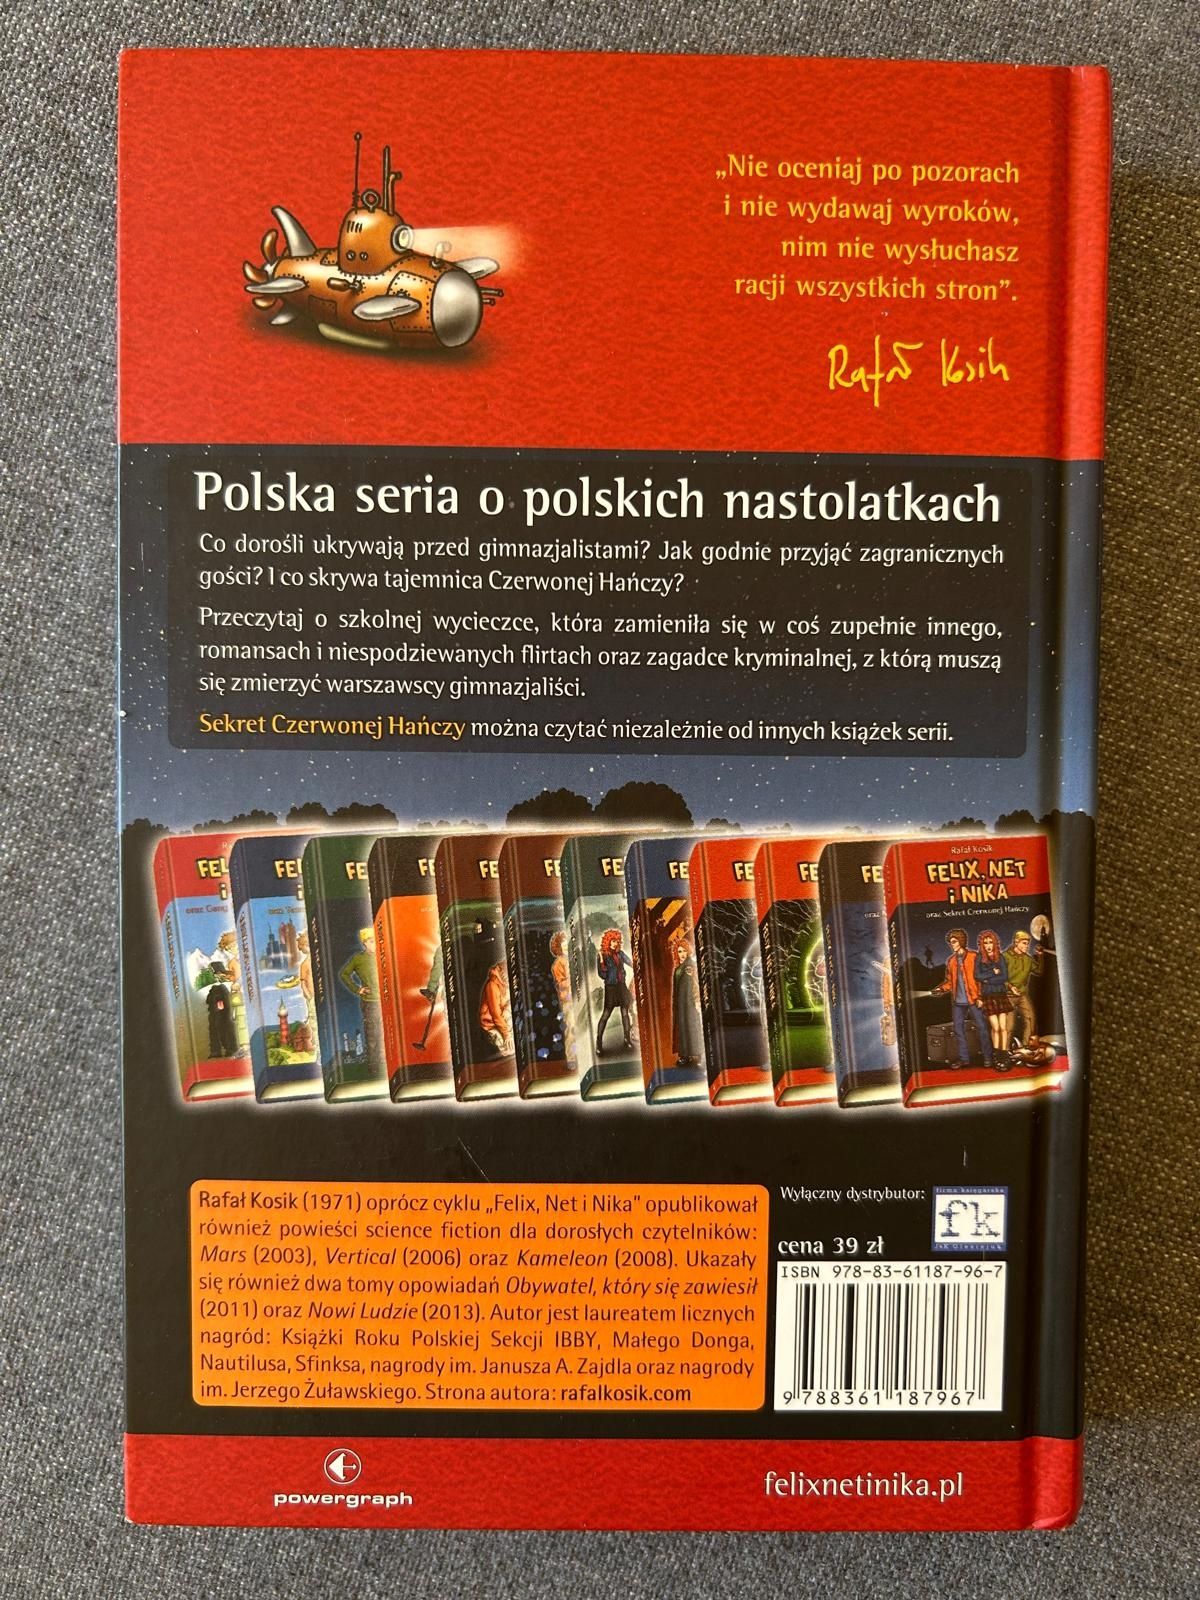 „Nie oceniaj po pozorach
i nie wydawaj wyroków,
nim nie wysłuchasz
racji wszystkich stron”.
Rafał Kosik
Polska seria o polskich nastolatkach
Co dorośli ukrywają przed gimnazjalistami? Jak godnie przyjąć zagranicznych
gości? I co skrywa tajemnica Czerwonej Hańczy?
Przeczytaj o szkolnej wycieczce, która zamieniła się w coś zupełnie innego,
romansach i niespodziewanych flirtach oraz zagadce kryminalnej, z którą muszą
się zmierzyć warszawscy gimnazjaliści.
Sekret Czerwonej Hańczy można czytać niezależnie od innych książek serii.
Rafał Kosik
FELIX, NET
i NIKA
oraz Sekret Czerwonej Hańczy
Rafał Kosik (1971) oprócz cyklu „Felix, Net i Nika” opublikował
również powieści science fiction dla dorosłych czytelników:
Mars (2003), Vertical (2006) oraz Kameleon (2008). Ukazały
się również dwa tomy opowiadań Obywatel, który się zawiesił
(2011) oraz Nowi Ludzie (2013). Autor jest laureatem licznych
nagród: Książki Roku Polskiej Sekcji IBBY, Małego Donga,
Nautilusa, Sfinksa, nagrody im. Janusza A. Zajdla oraz nagrody
im. Jerzego Żuławskiego. Strona autora: rafalkosik.com
Wyłączny dystrybutor:
firma księgarska
fk
cena 39 zł
ISBN 978-83-61187-96-7
9 788361 187967
powergraph
felixnetinika.pl